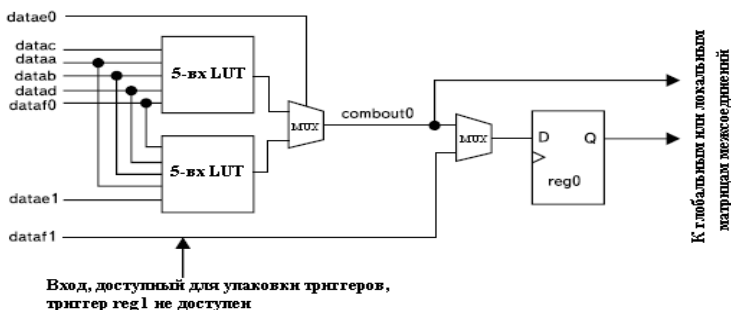 datae0
datac
dataa
datab
datad
dataf0
5-вх LUT
MUX
combout0
MUX
D Q
reg0
5-вх LUT
datae1
dataf1
Вход, доступный для упаковки триггеров,
триггер reg1 не доступен
К глобальным или локальным
матрицам межсоединений